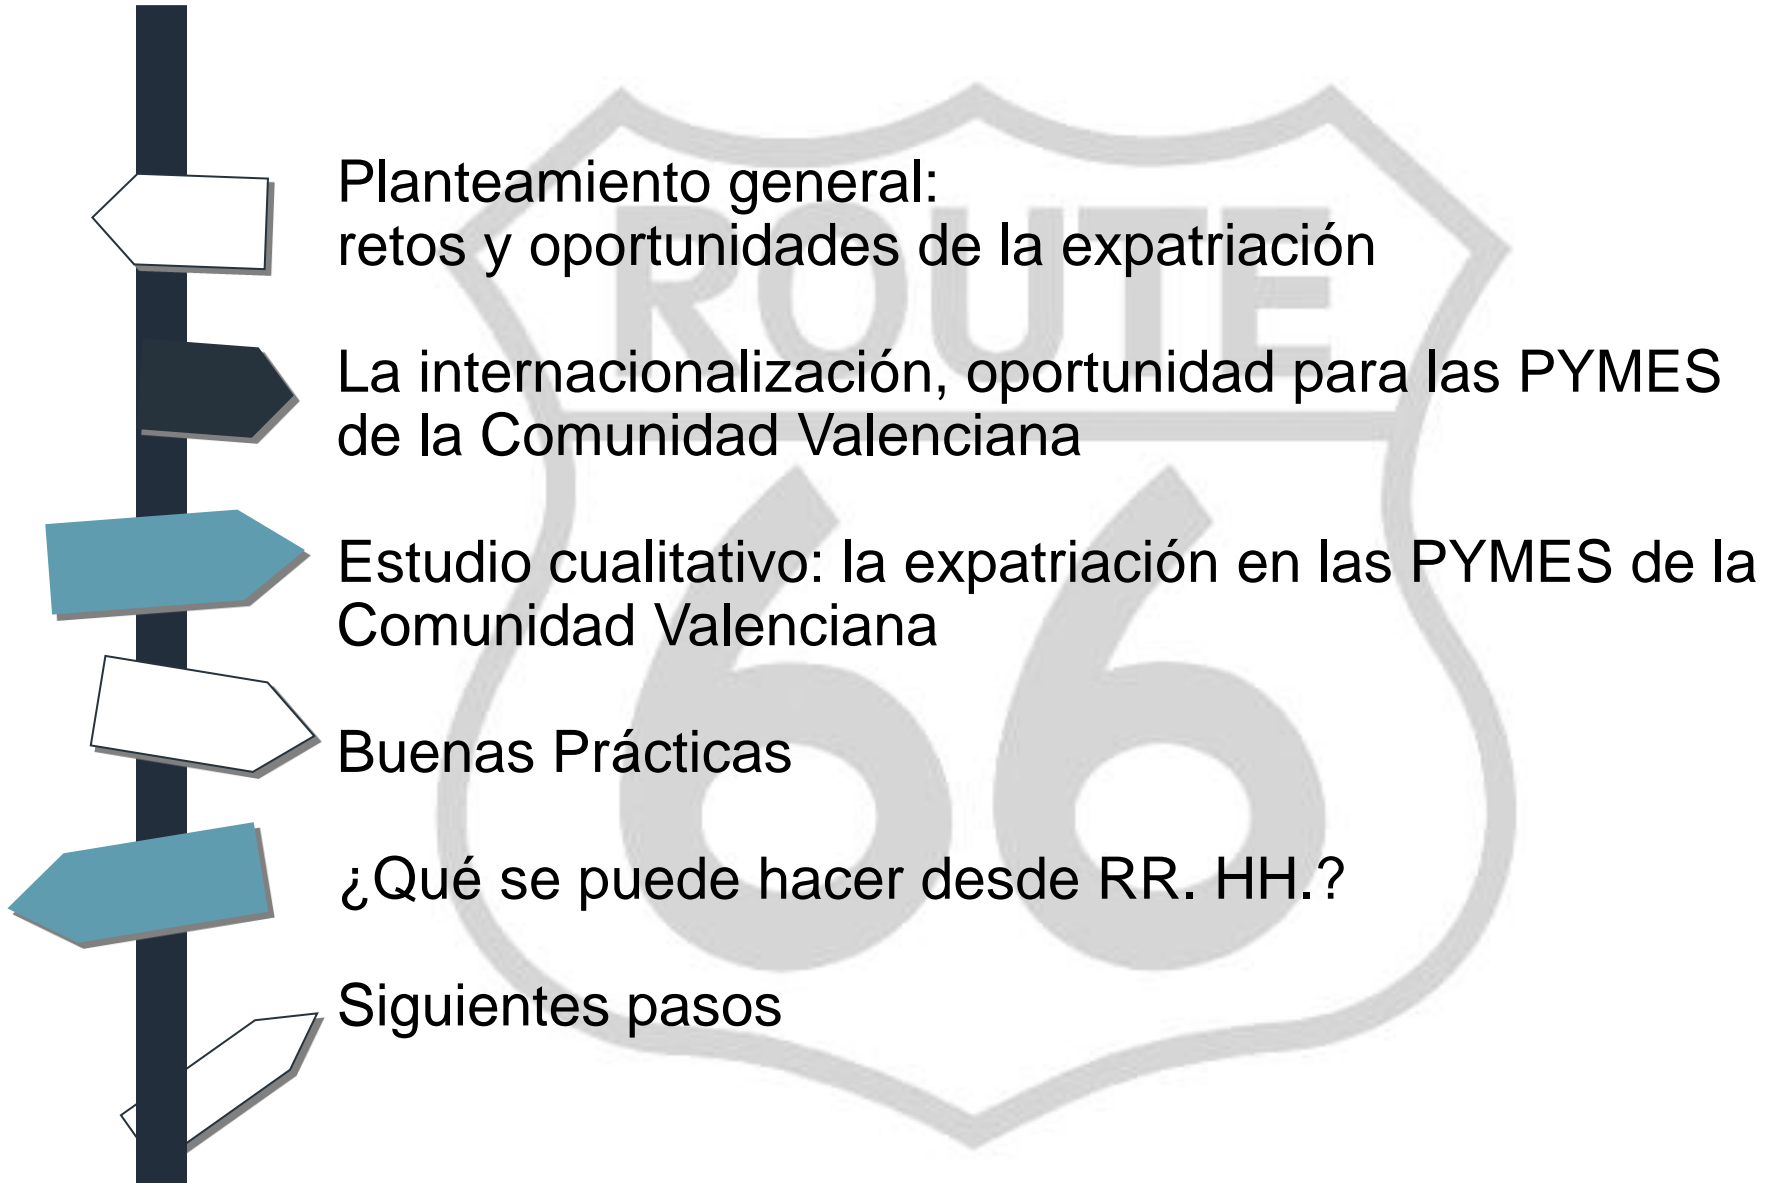 Planteamiento general:
retos y oportunidades de la expatriación
La internacionalización, oportunidad para las PYMES
de la Comunidad Valenciana
Estudio cualitativo: la expatriación en las PYMES de la
Comunidad Valenciana
Buenas Prácticas
¿Qué se puede hacer desde RR. HH.?
Siguientes pasos
ROUTE
66